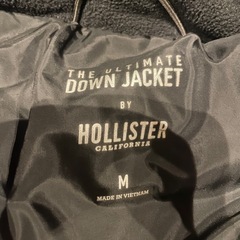 THE ULTIMATE
DOWN JACKET
BY
HOLLISTER
CALIFORNIA
M
MADE IN VIETNAM